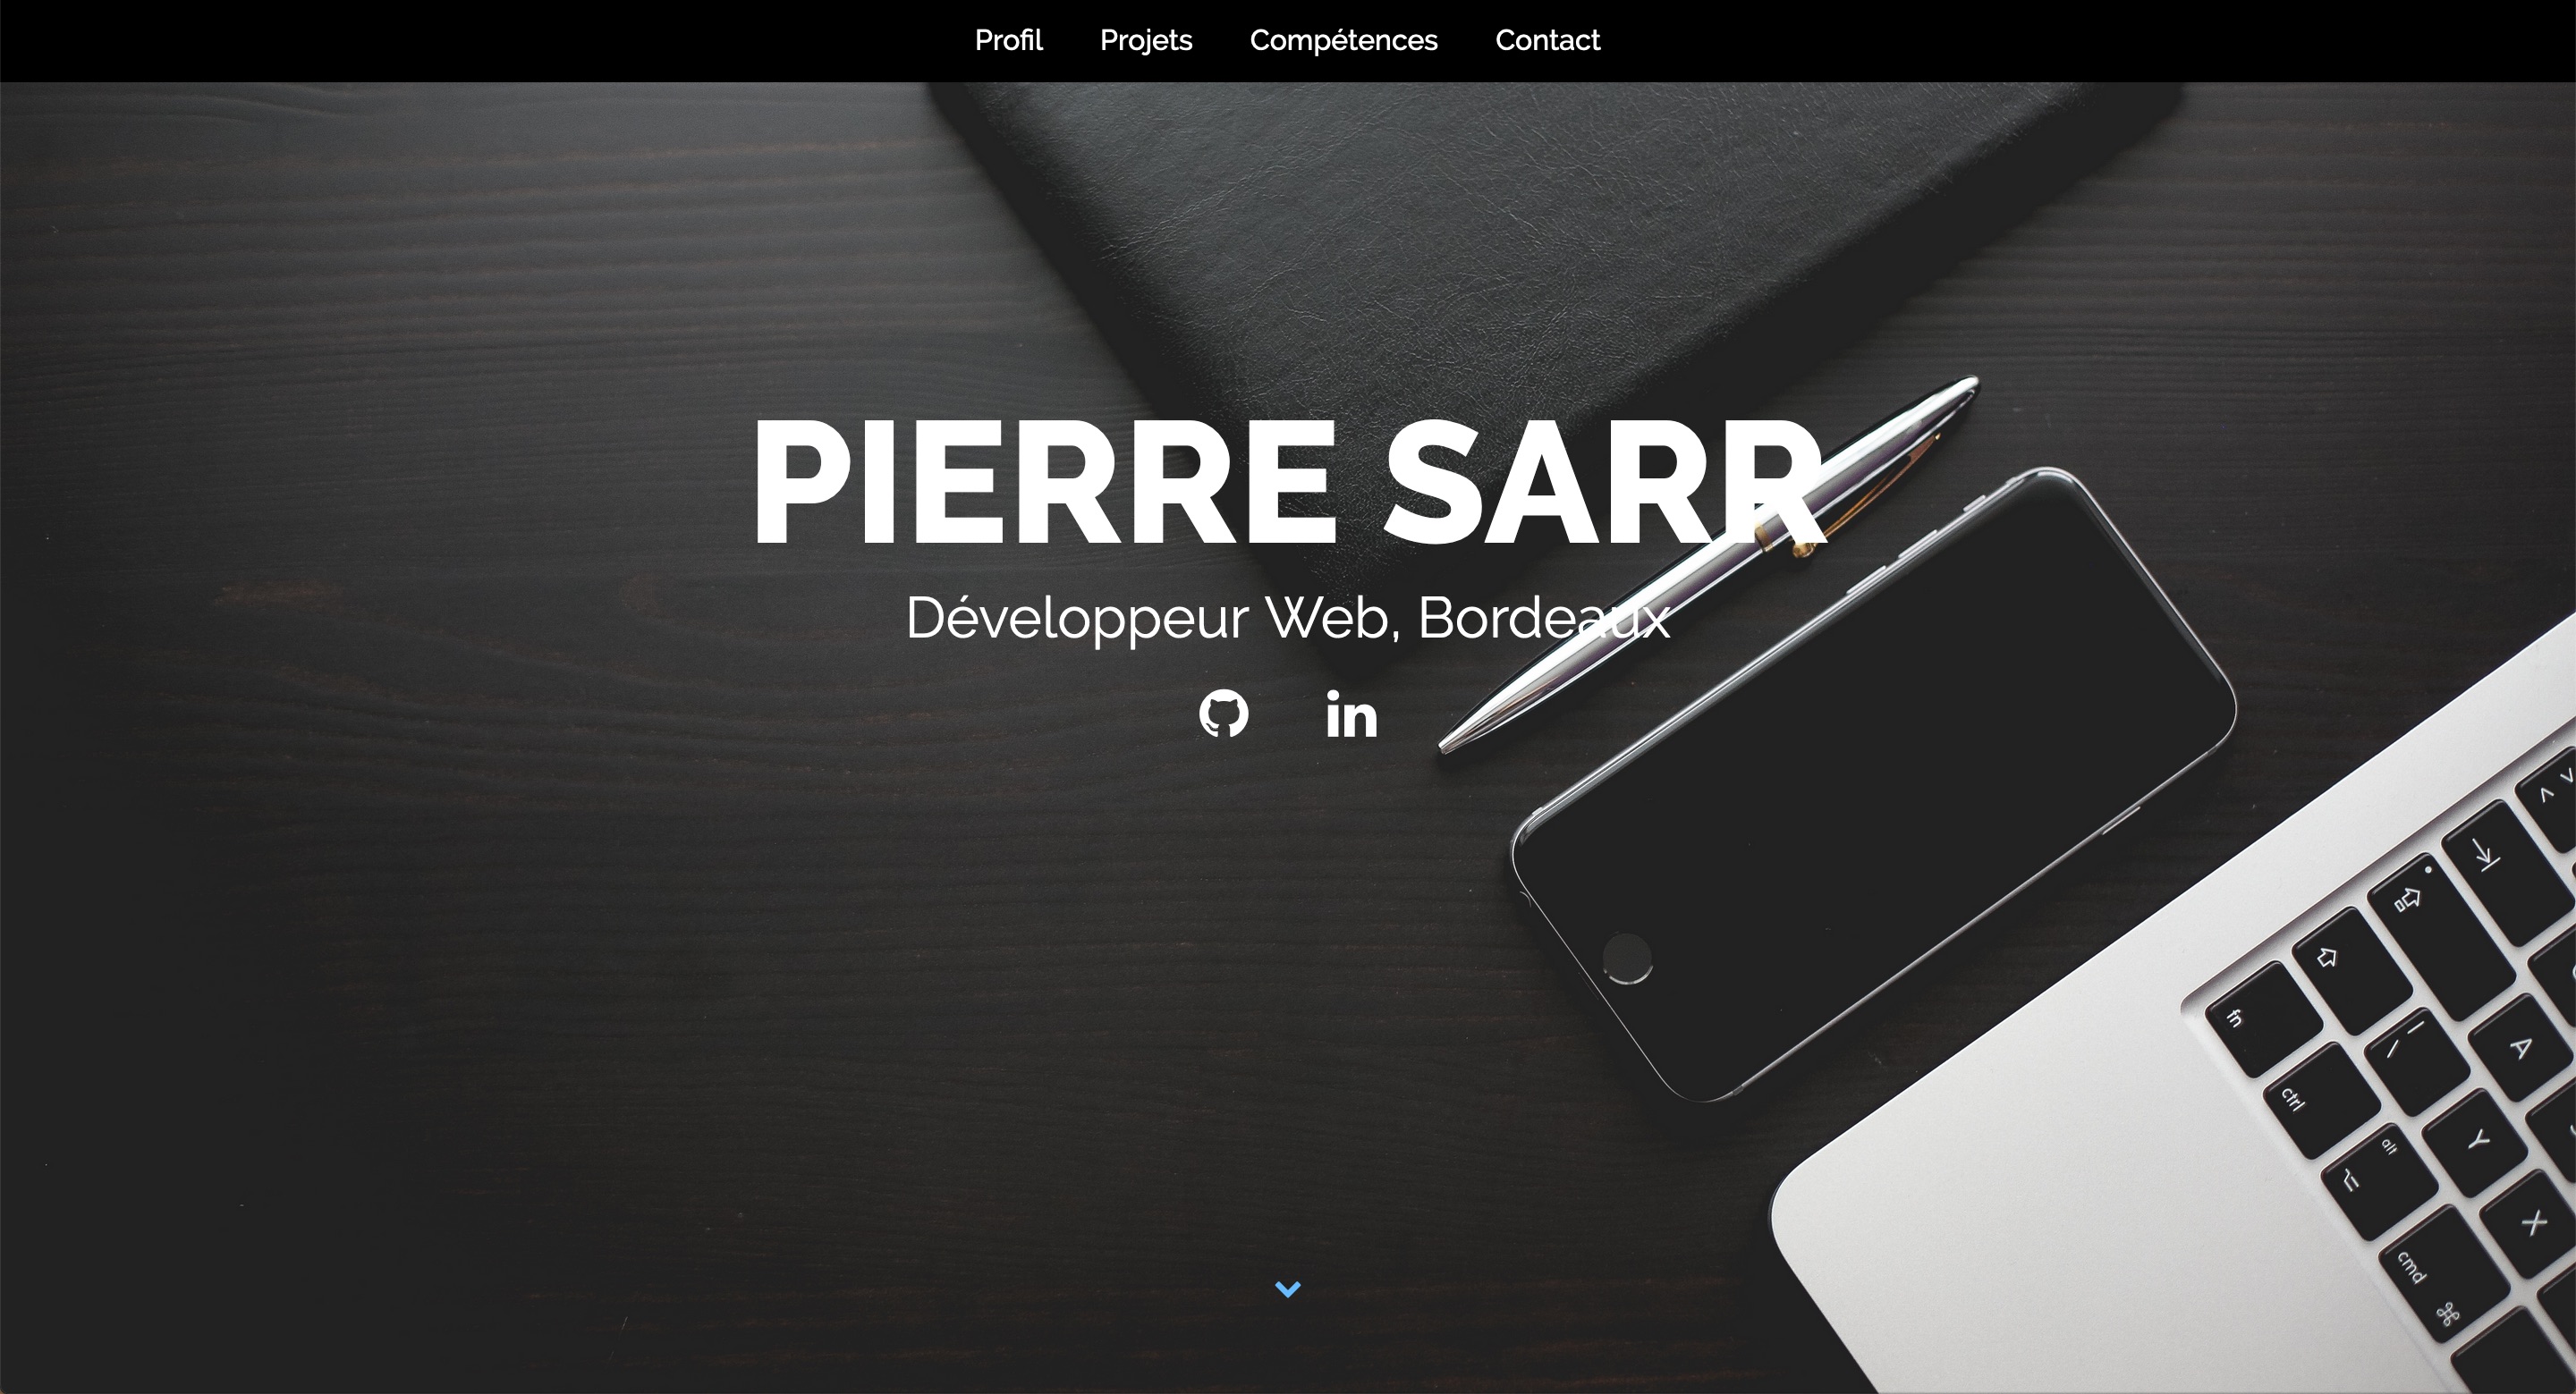 Profil Projets Compétences Contact
PIERRE SARR
Développeur Web, Bordeaux
in
fn
ctrl
alt
A
Y
X
cmd ⌘